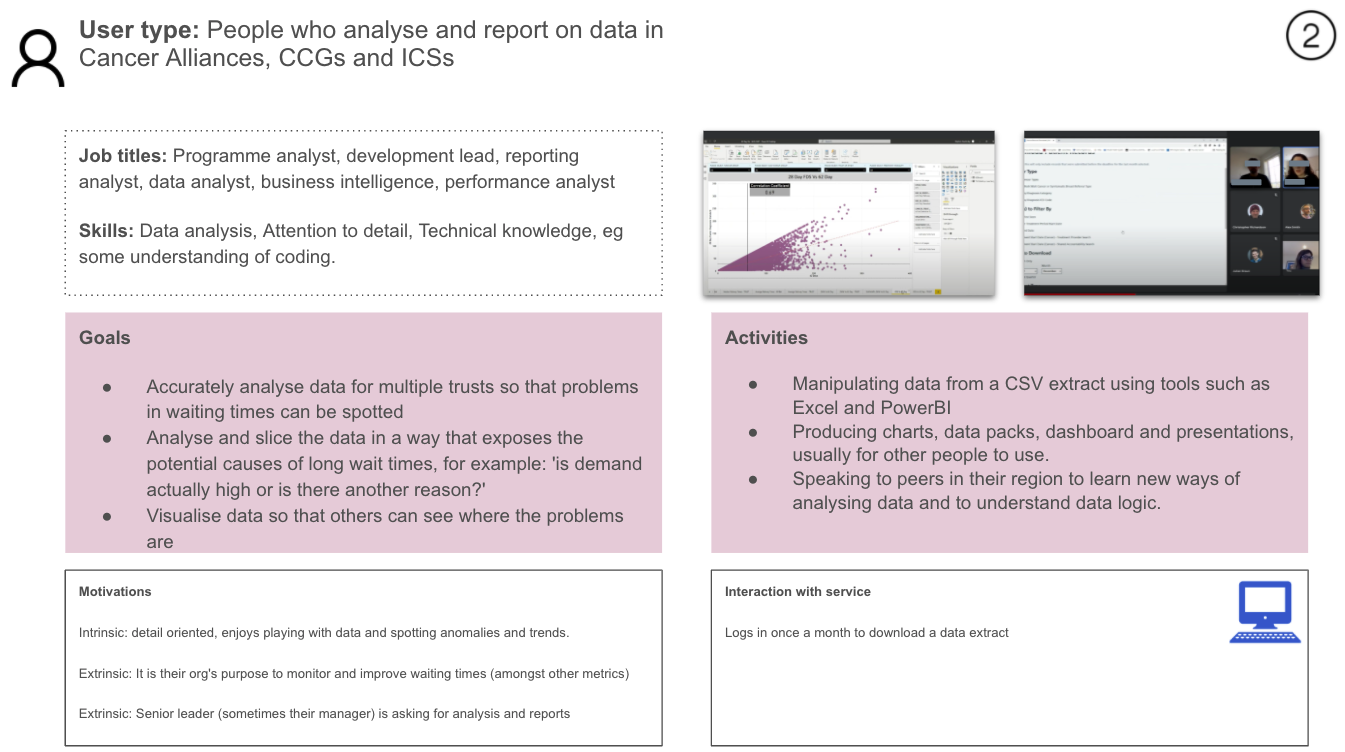 User type: People who analyse and report on data in
Cancer Alliances, CCGs and ICSs
2
Job titles: Programme analyst, development lead, reporting
analyst, data analyst, business intelligence, performance analyst
Skills: Data analysis, Attention to detail, Technical knowledge, eg
some understanding of coding.
28 Day FDS Vs 62 Day
Correlation Coefficient
to Filter By
Goals
● Accurately analyse data for multiple trusts so that problems
in waiting times can be spotted
● Analyse and slice the data in a way that exposes the
potential causes of long wait times, for example: 'is demand
actually high or is there another reason?'
● Visualise data so that others can see where the problems
are
Activities
● Manipulating data from a CSV extract using tools such as
Excel and PowerBI
● Producing charts, data packs, dashboard and presentations,
usually for other people to use.
● Speaking to peers in their region to learn new ways of
analysing data and to understand data logic.
Motivations
Intrinsic: detail oriented, enjoys playing with data and spotting anomalies and trends.
Extrinsic: It is their org's purpose to monitor and improve waiting times (amongst other metrics)
Extrinsic: Senior leader (sometimes their manager) is asking for analysis and reports
Interaction with service
Logs in once a month to download a data extract